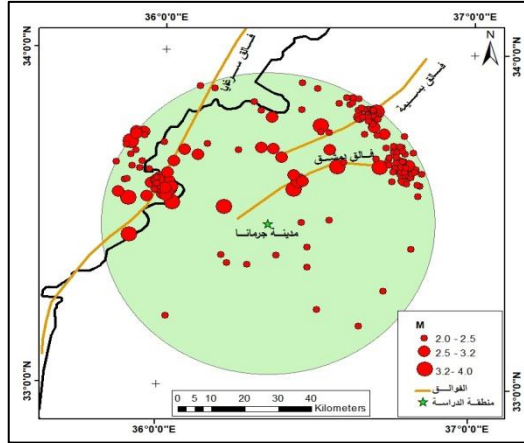 36°0'0"E
37°0'0"E
34°0'0"N
34°0'0"N
N
فالق سرغايا
فالق بسيمة
فالق دمشق
مدينة جرمانا
M
2.0 - 2.5
2.5 - 3.2
3.2 - 4.0
الفوالق
منطقة الدراسة
0 5 10 20 30 40
Kilometers
33°0'0"N
33°0'0"N
36°0'0"E
37°0'0"E